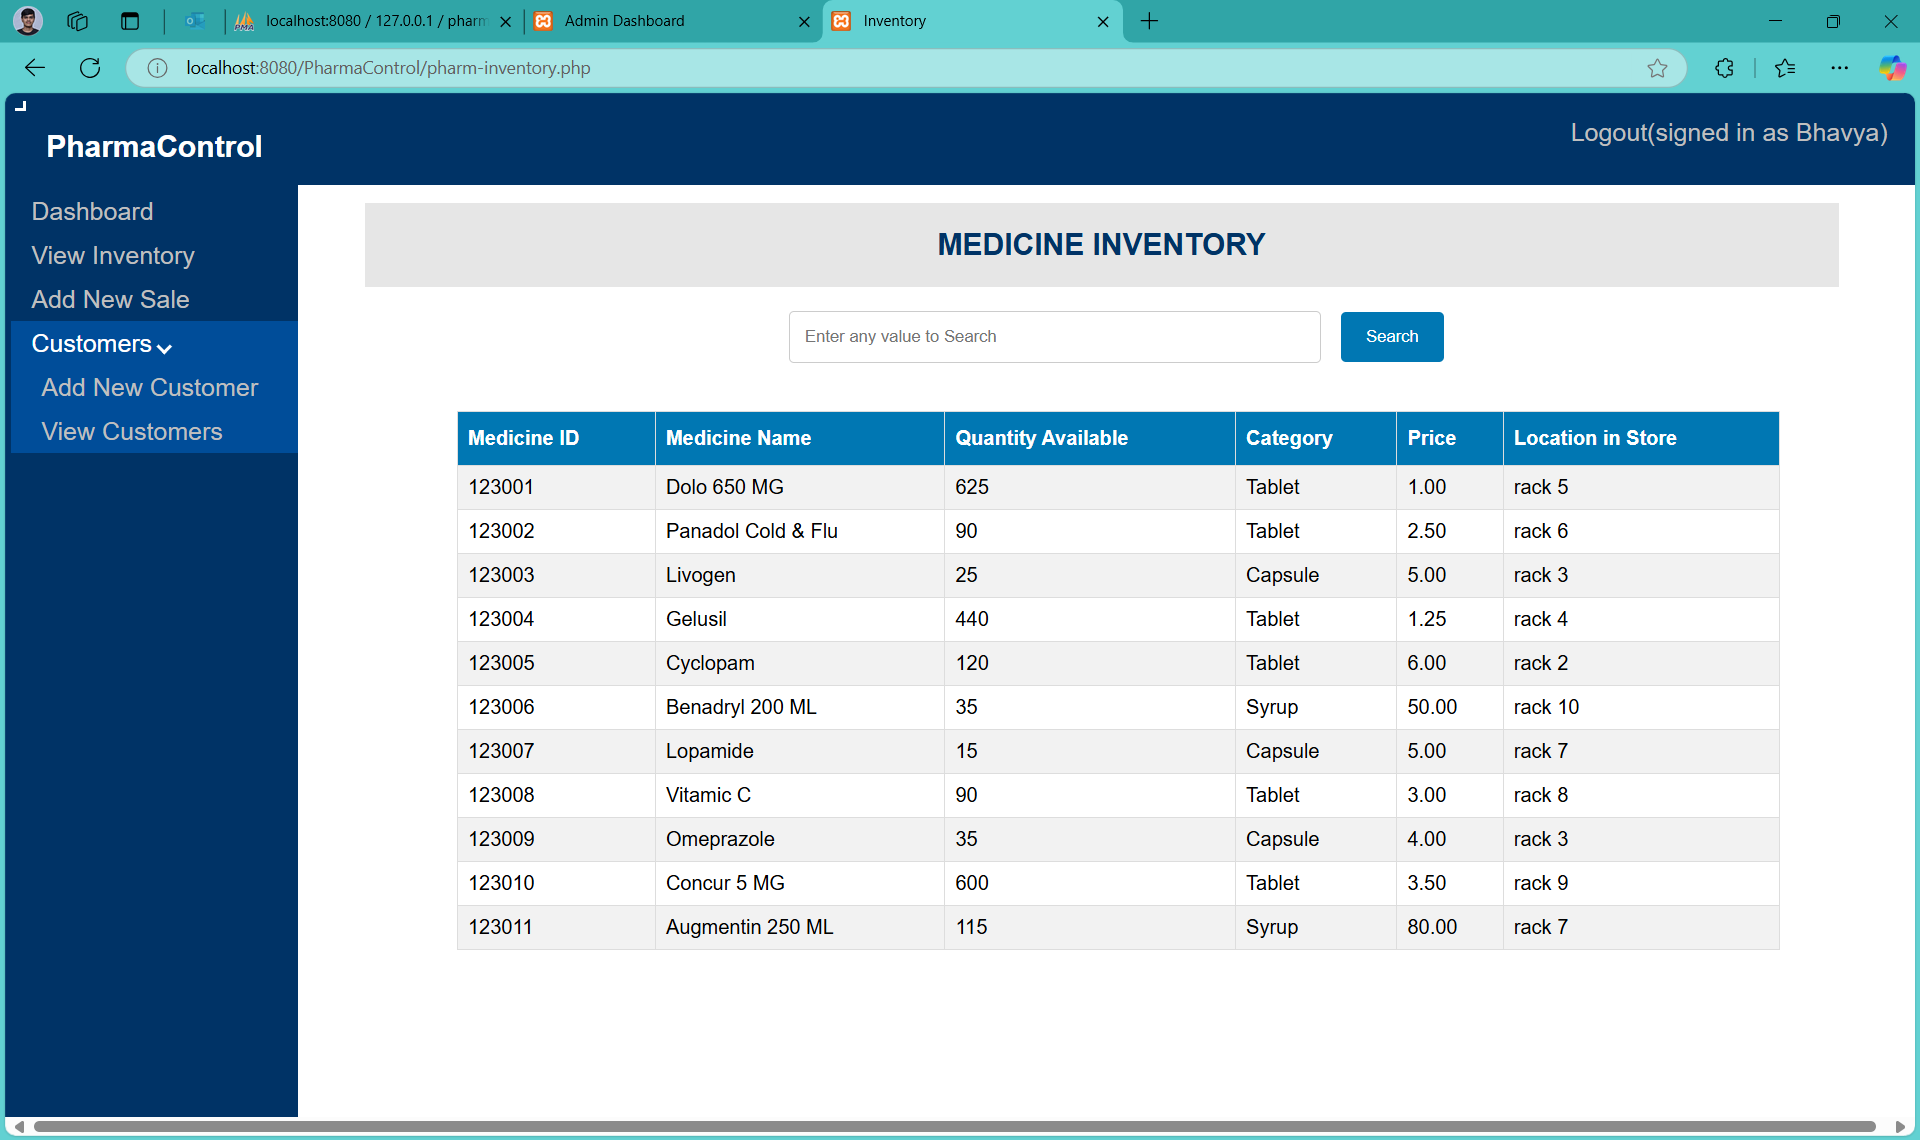 localhost:8080 / 127.0.0.1 / pharm
Admin Dashboard
Inventory
localhost:8080/PharmaControl/pharm-inventory.php
PharmaControl
Logout(signed in as Bhavya)
Dashboard
View Inventory
Add New Sale
Customers
Add New Customer
View Customers
MEDICINE INVENTORY
Enter any value to Search
Search
Medicine ID Medicine Name Quantity Available Category Price Location in Store
123001 Dolo 650 MG 625 Tablet 1.00 rack 5
123002 Panadol Cold & Flu 90 Tablet 2.50 rack 6
123003 Livogen 25 Capsule 5.00 rack 3
123004 Gelusil 440 Tablet 1.25 rack 4
123005 Cyclopam 120 Tablet 6.00 rack 2
123006 Benadryl 200 ML 35 Syrup 50.00 rack 10
123007 Lopamide 15 Capsule 5.00 rack 7
123008 Vitamic C 90 Tablet 3.00 rack 8
123009 Omeprazole 35 Capsule 4.00 rack 3
123010 Concur 5 MG 600 Tablet 3.50 rack 9
123011 Augmentin 250 ML 115 Syrup 80.00 rack 7